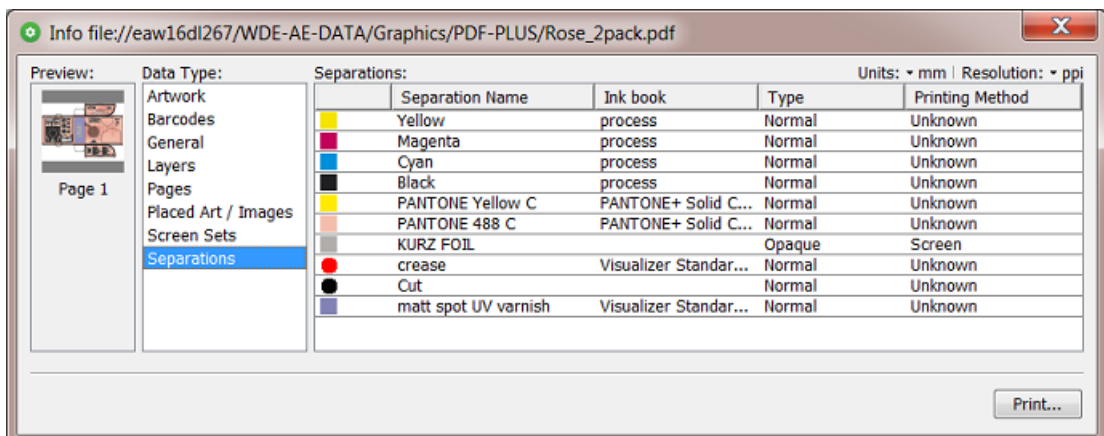 Info file://eaw16dl267/WDE-AE-DATA/Graphics/PDF-PLUS/Rose_2pack.pdf
Preview:
Page 1
Data Type:
Artwork
Barcodes
General
Layers
Pages
Placed Art / Images
Screen Sets
Separations
Separations: Units: mm | Resolution: ppi
Separation Name Ink book Type Printing Method
Yellow process Normal Unknown
Magenta process Normal Unknown
Cyan process Normal Unknown
Black process Normal Unknown
PANTONE Yellow C PANTONE+ Solid C... Normal Unknown
PANTONE 488 C PANTONE+ Solid C... Normal Unknown
KURZ FOIL Opaque Screen
crease Visualizer Standar... Normal Unknown
Cut Normal Unknown
matt spot UV varnish Visualizer Standar... Normal Unknown
Print...